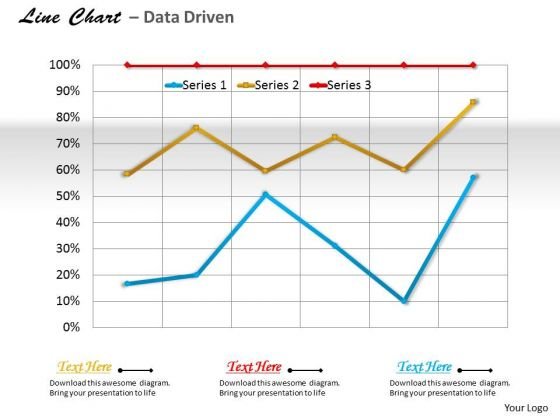 Line Chart – Data Driven
100%
90%
80%
70%
60%
50%
40%
30%
20%
10%
0%
Series 1 Series 2 Series 3
Text Here
Download this awesome diagram.
Bring your presentation to life
Text Here
Download this awesome diagram.
Bring your presentation to life
Text Here
Download this awesome diagram.
Bring your presentation to life
Your Logo